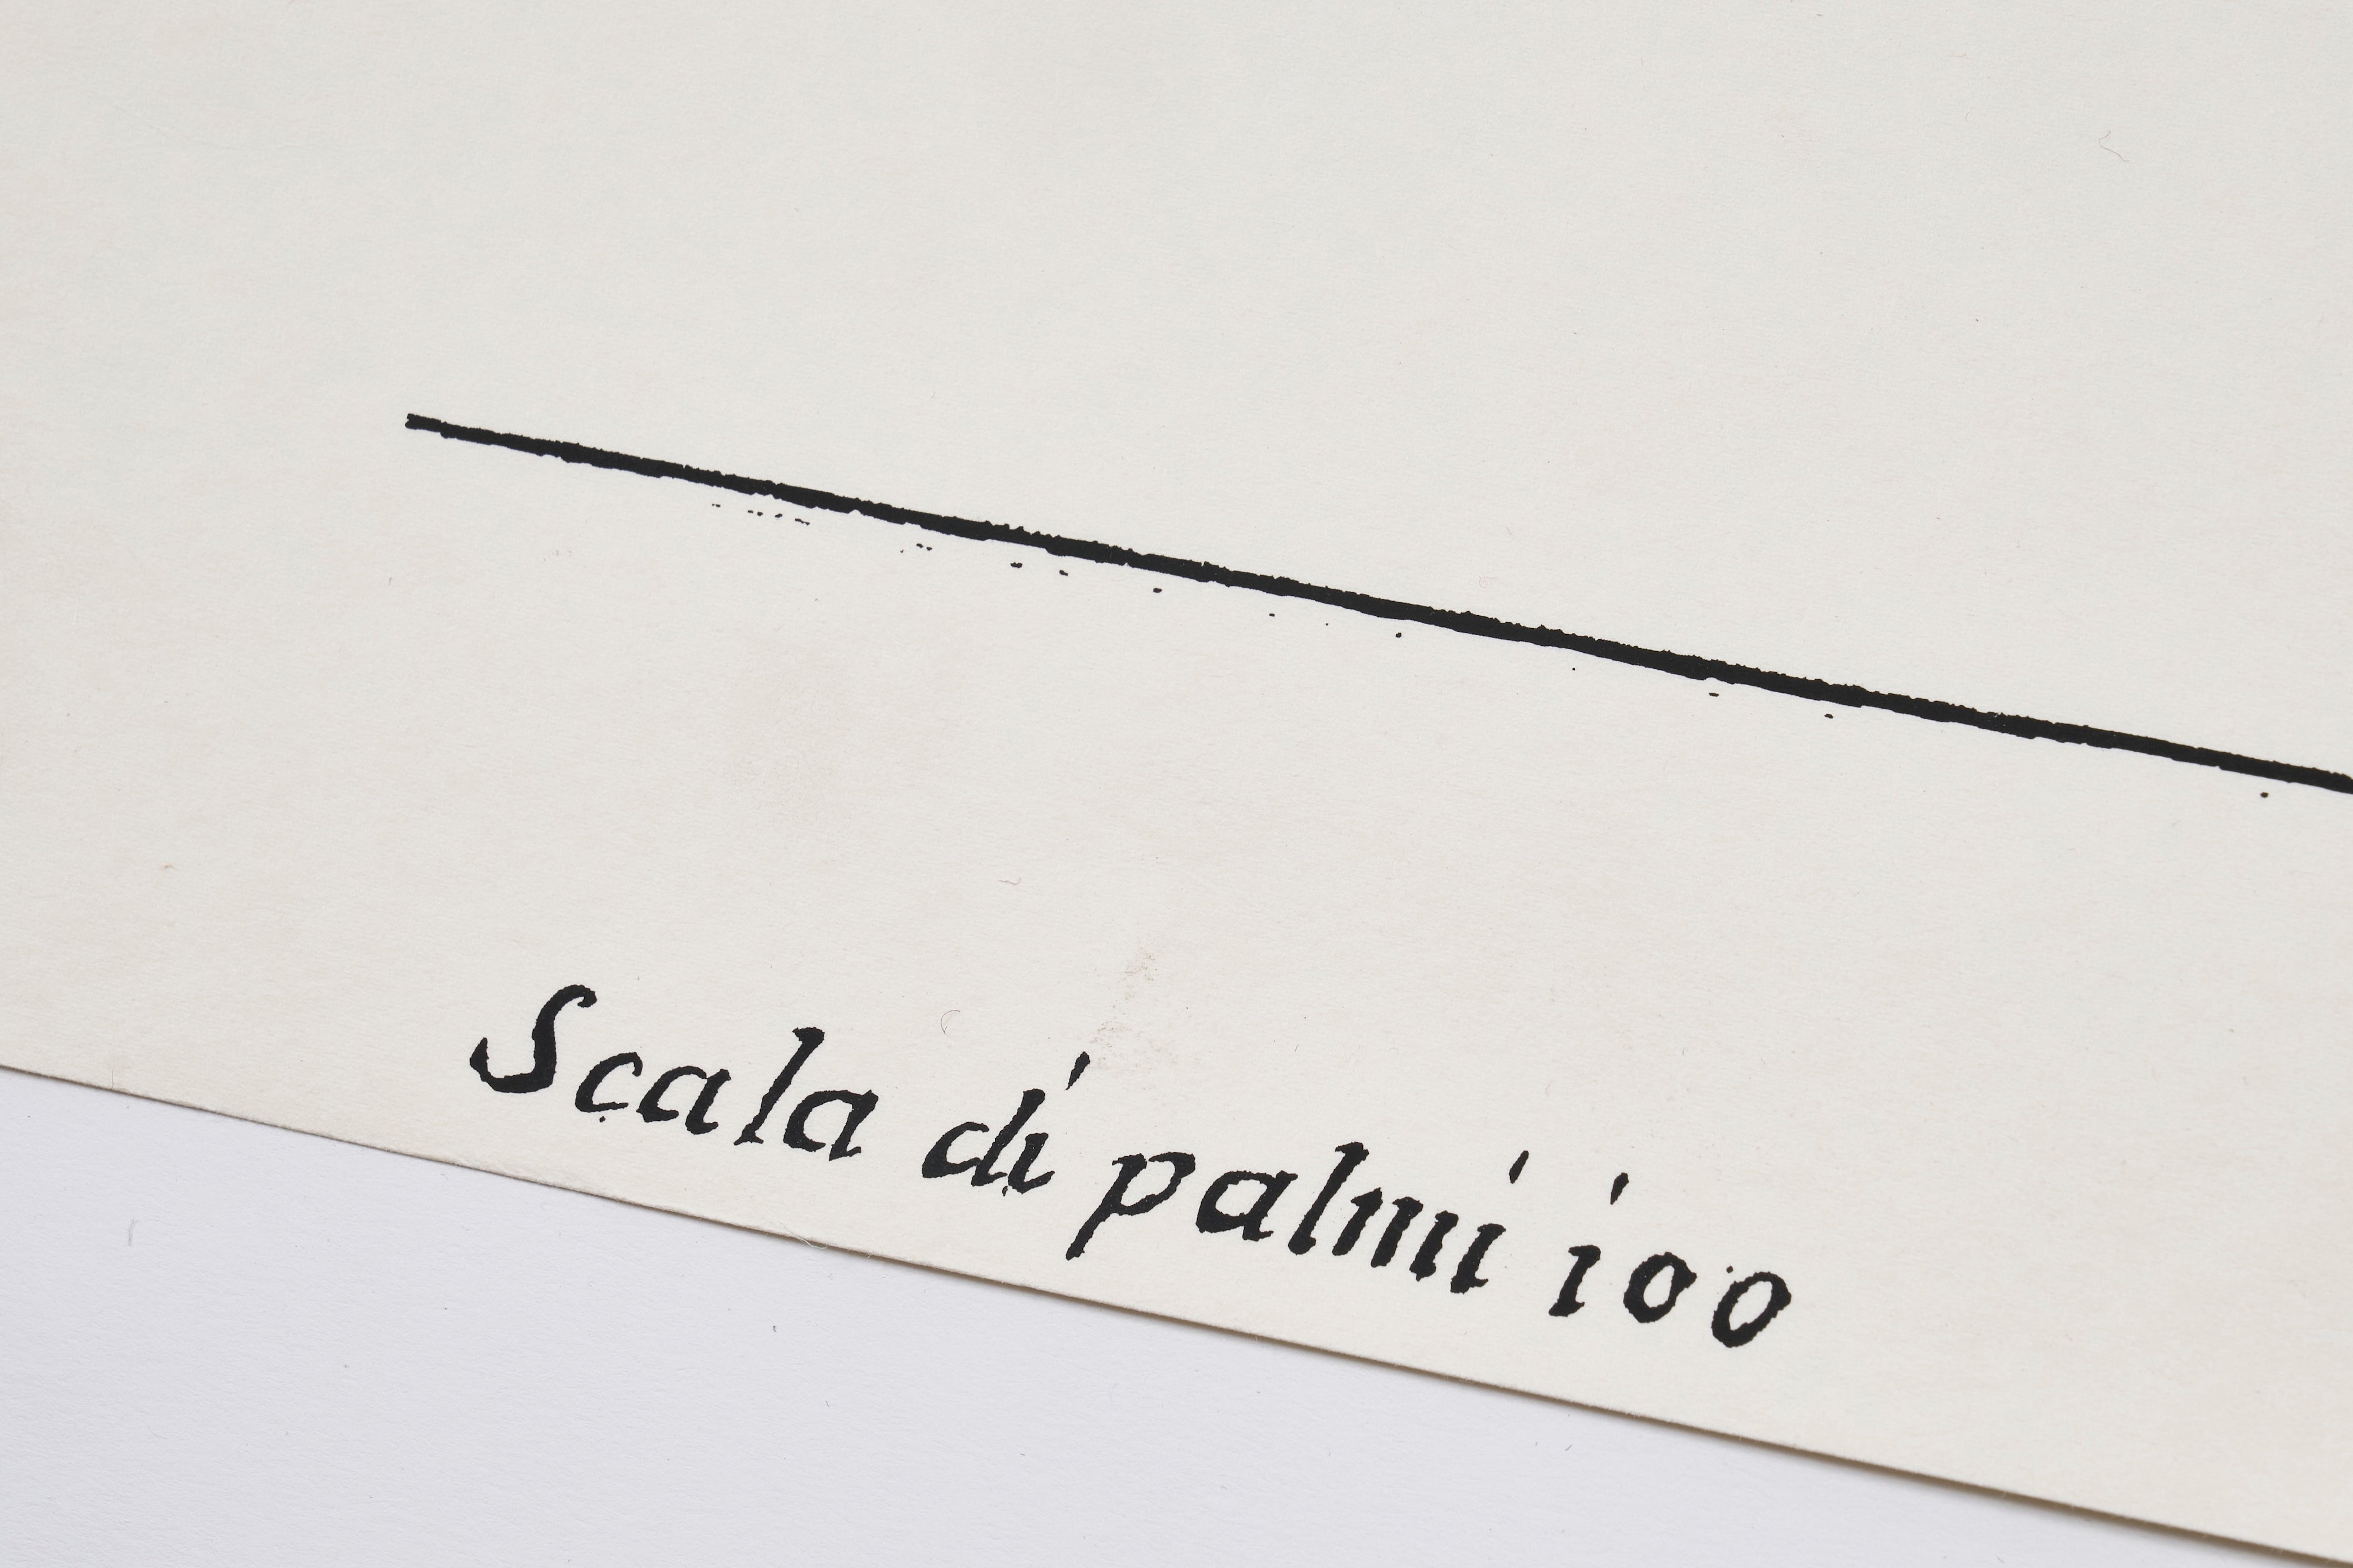 Scala di palmi 100